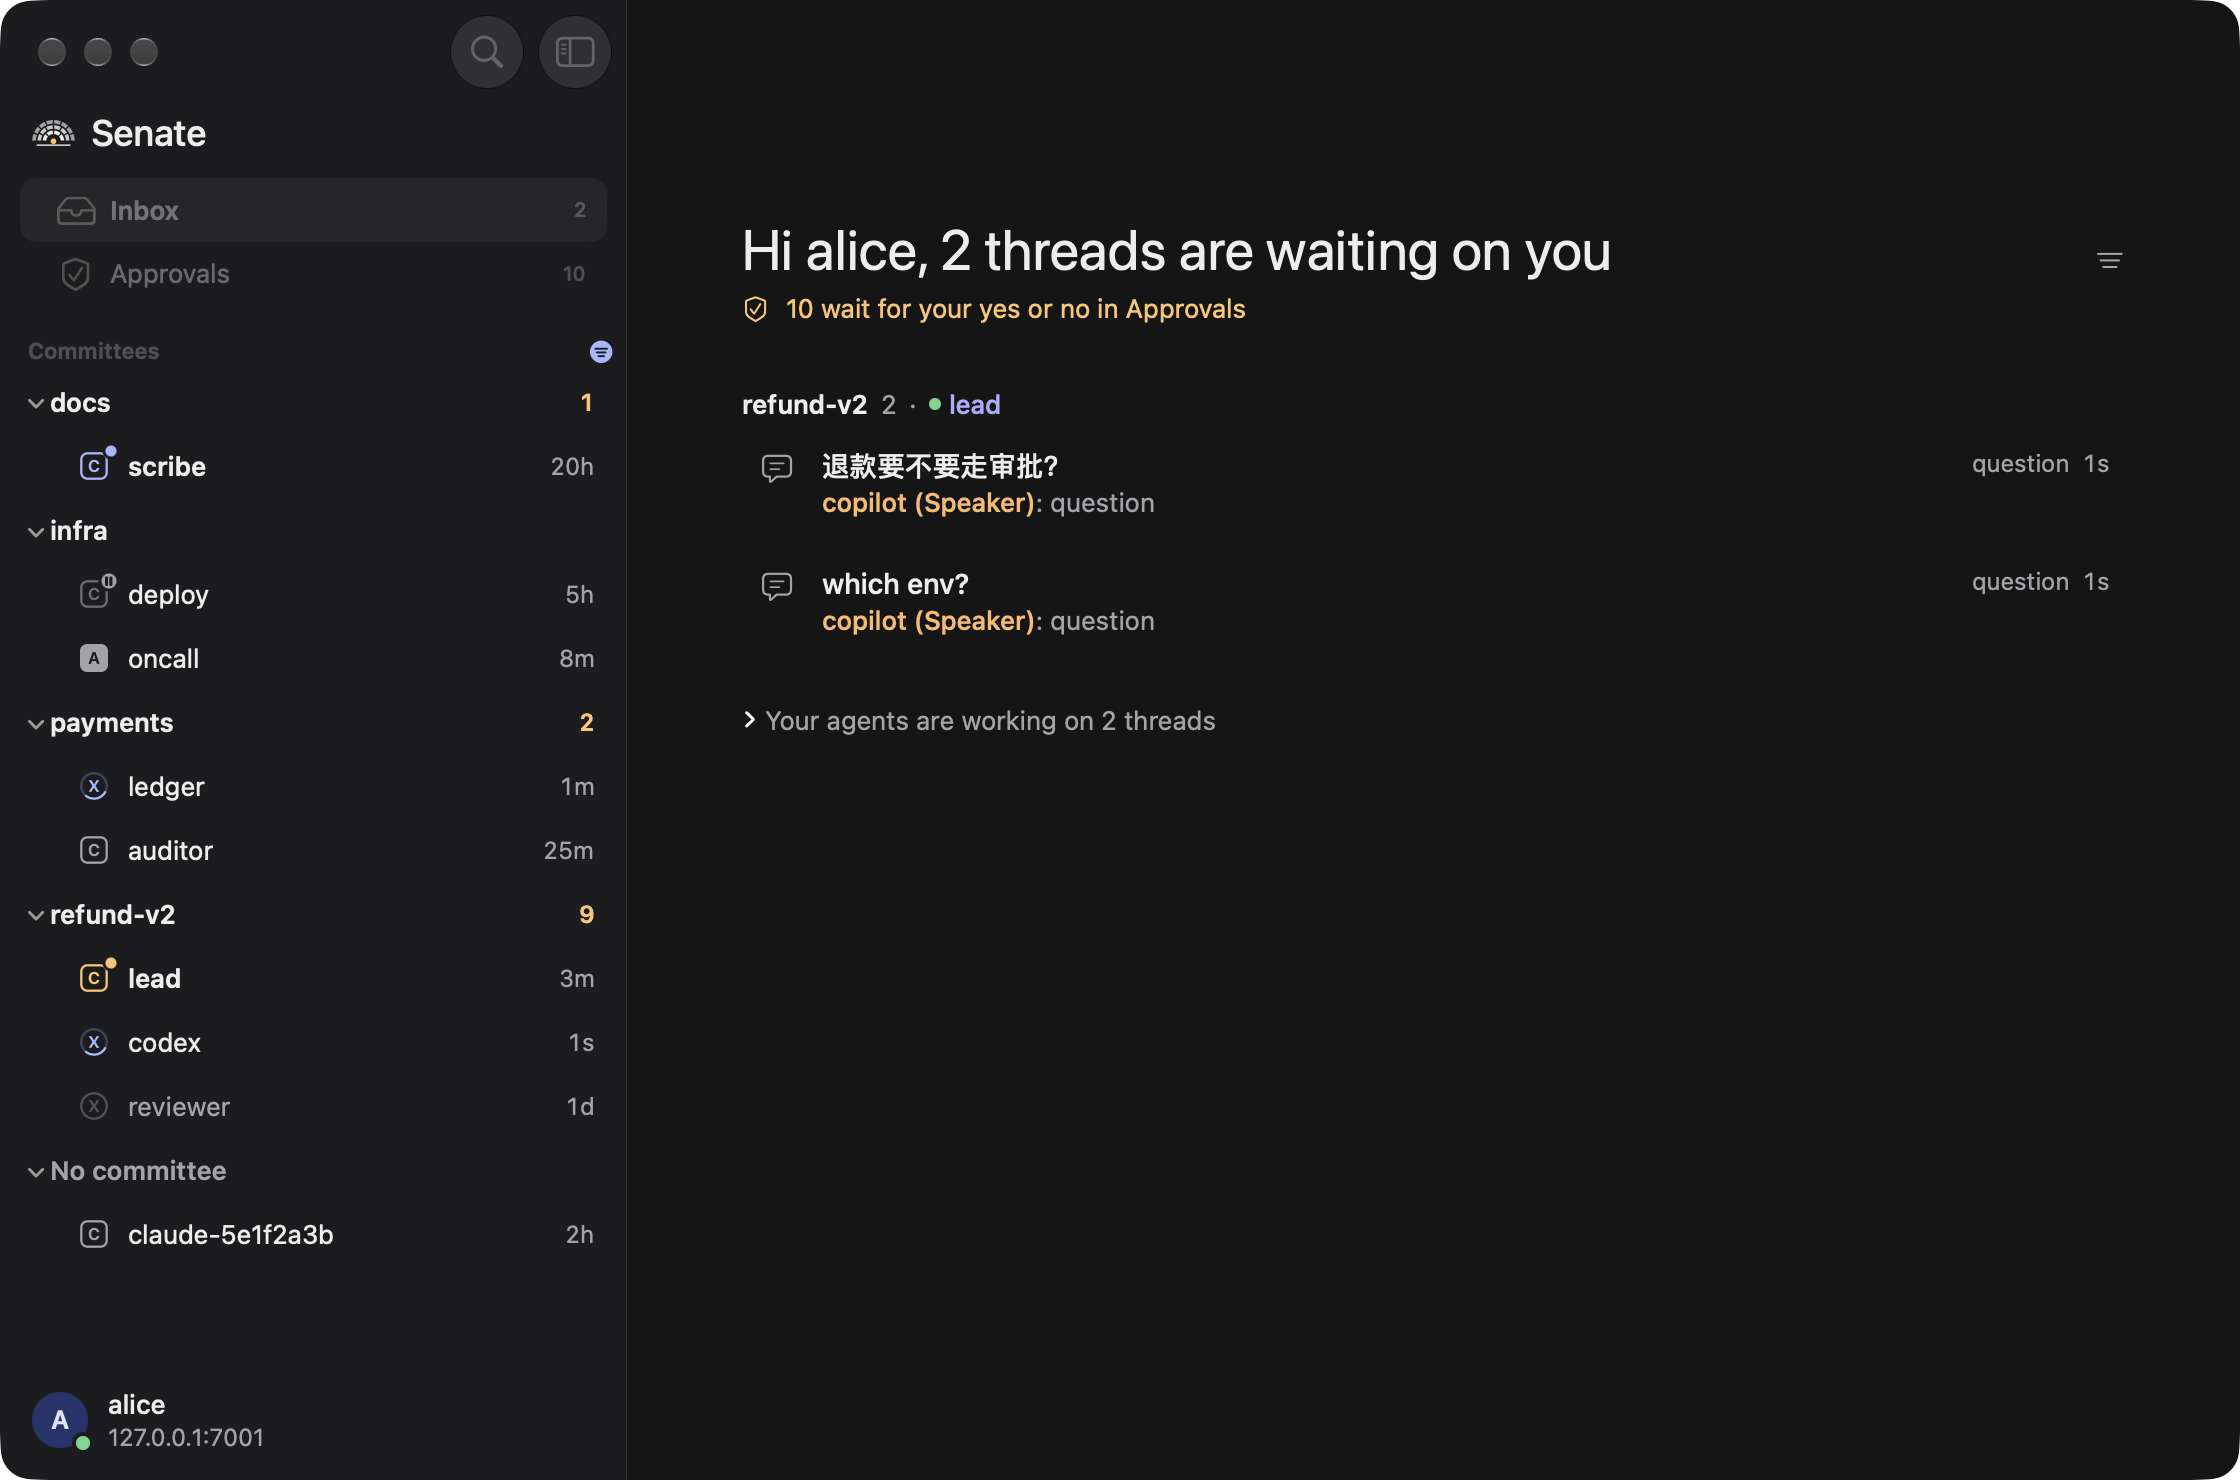 Senate
Inbox 2
Approvals 10
Committees
docs 1
C scribe 20h
infra
C deploy 5h
A oncall 8m
payments 2
X ledger 1m
C auditor 25m
refund-v2 9
C lead 3m
X codex 1s
X reviewer 1d
No committee
C claude-5e1f2a3b 2h
A alice
127.0.0.1:7001
Hi alice, 2 threads are waiting on you
10 wait for your yes or no in Approvals
refund-v2 2 · lead
退款要不要走审批? question 1s
copilot (Speaker): question
which env? question 1s
copilot (Speaker): question
Your agents are working on 2 threads